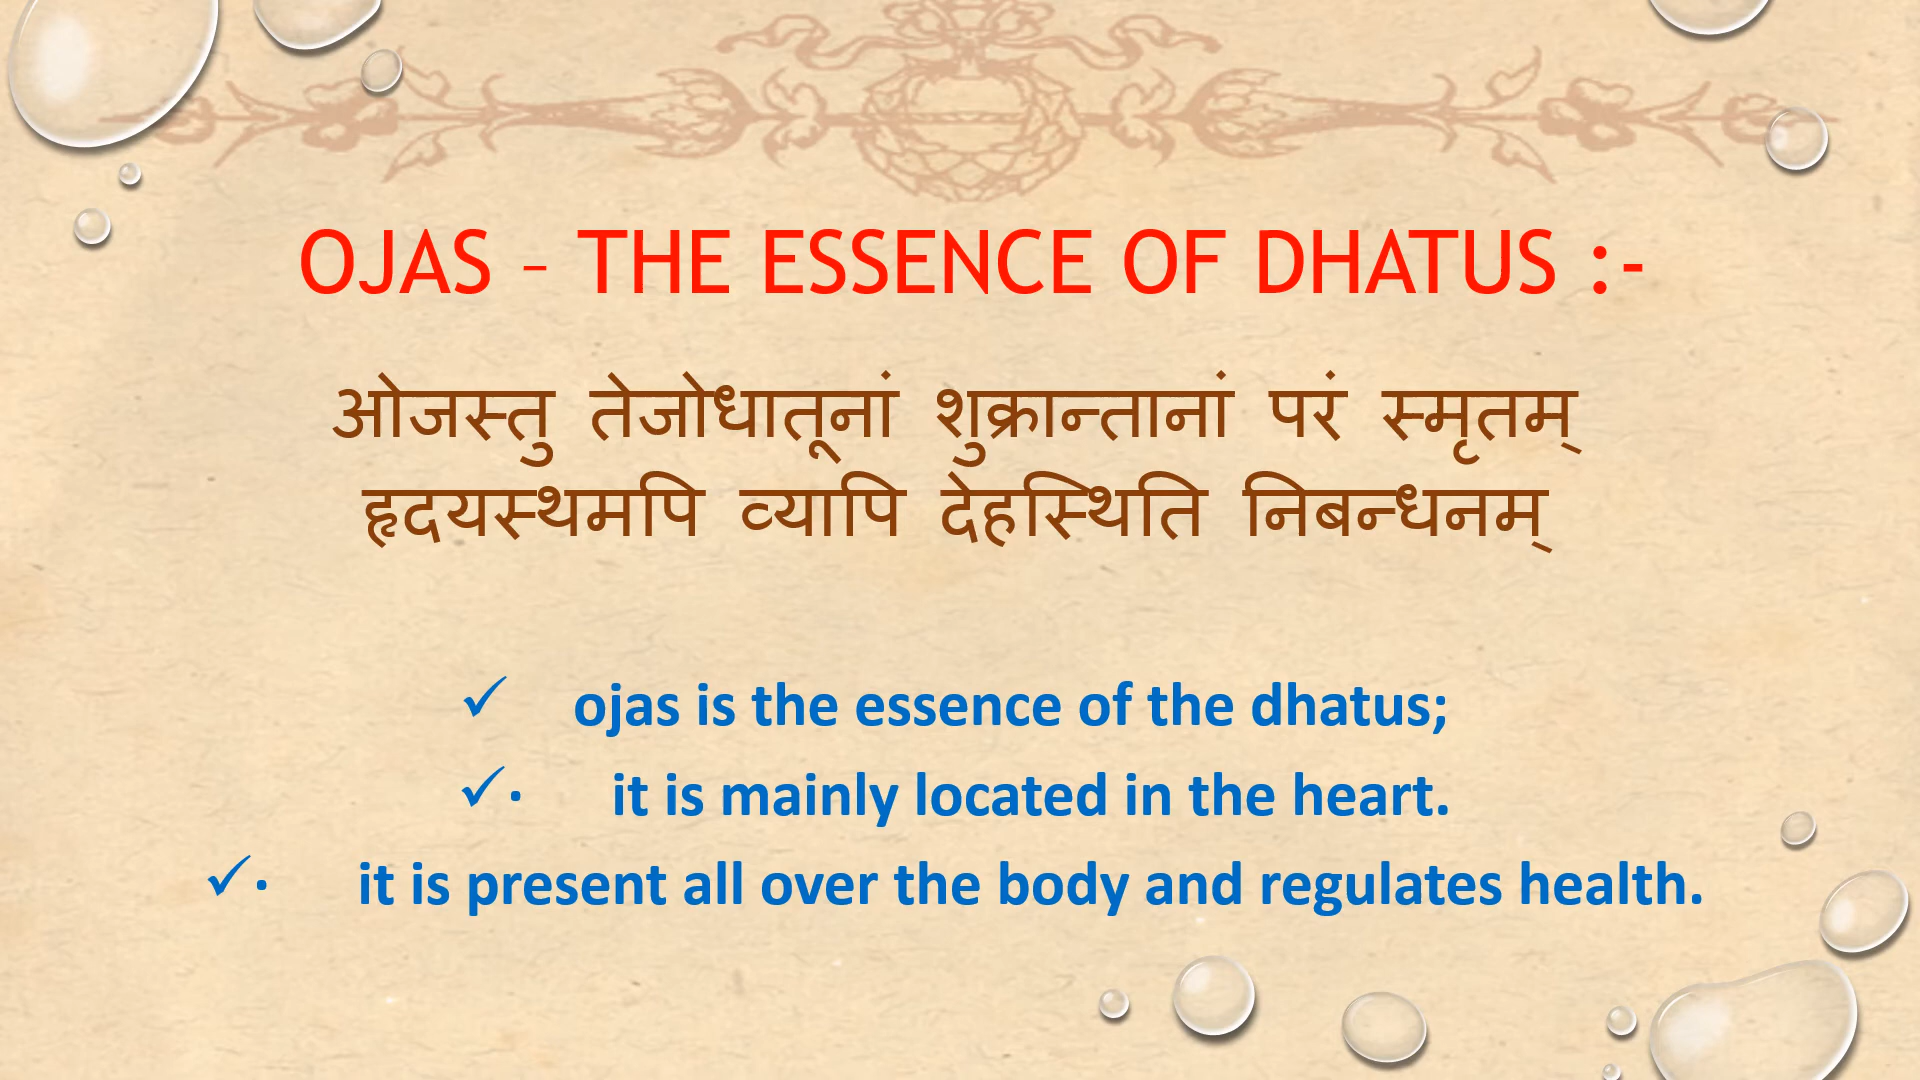 OJAS – THE ESSENCE OF DHATUS :-
ओजस्तु तेजोधातूनां शुक्रान्तानां परं स्मृतम्
हृदयस्थमपि व्यापि देहस्थिति निबन्धनम्
✓ ojas is the essence of the dhatus;
✓· it is mainly located in the heart.
✓· it is present all over the body and regulates health.